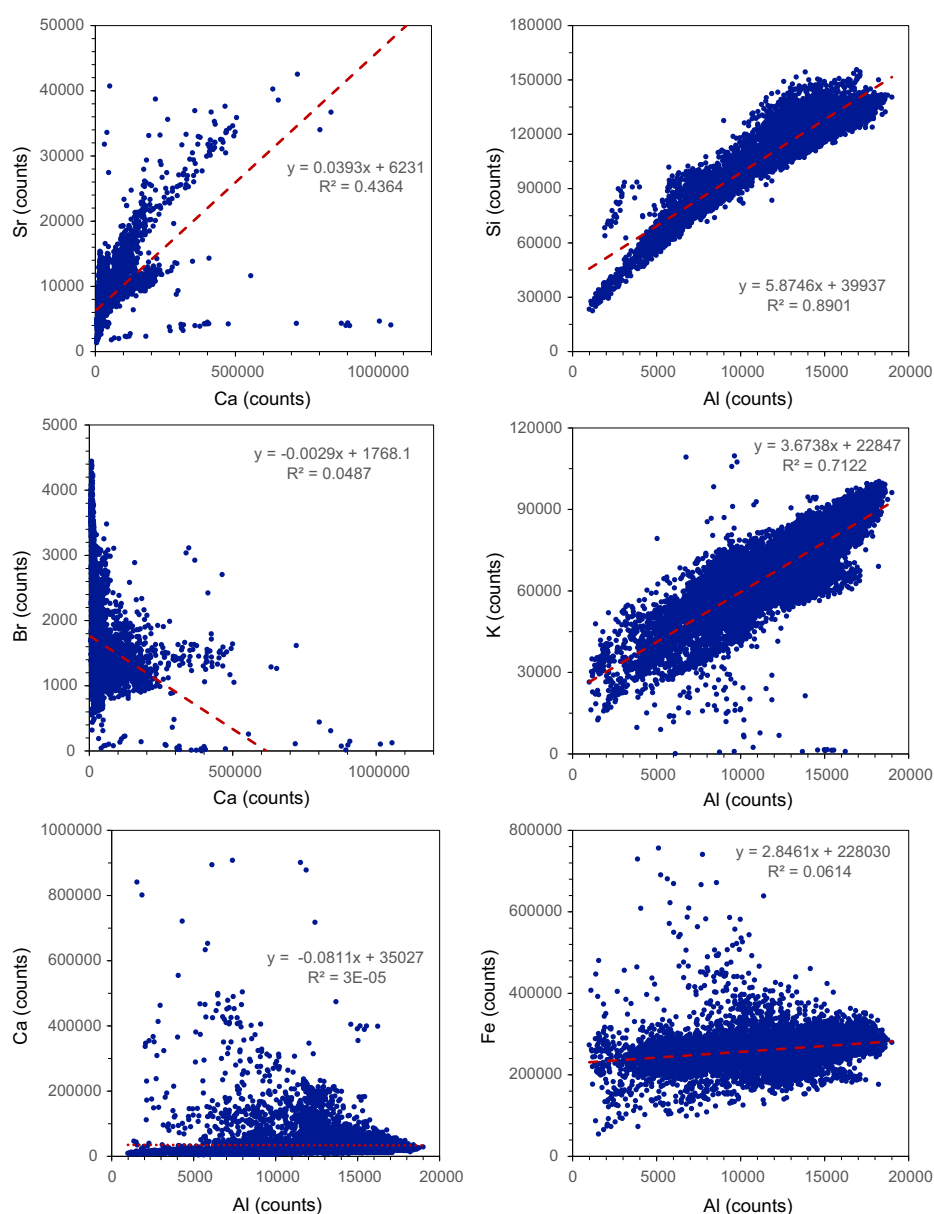 50000
40000
30000
20000
10000
0
Sr (counts)
y = 0.0393x + 6231
R² = 0.4364
0
500000
1000000
Ca (counts)
180000
150000
120000
90000
60000
30000
0
Si (counts)
y = 5.8746x + 39937
R² = 0.8901
0
5000
10000
15000
20000
Al (counts)
5000
4000
3000
2000
1000
0
Br (counts)
y = -0.0029x + 1768.1
R² = 0.0487
0
500000
1000000
Ca (counts)
120000
90000
60000
30000
0
K (counts)
y = 3.6738x + 22847
R² = 0.7122
0
5000
10000
15000
20000
Al (counts)
1000000
800000
600000
400000
200000
0
Ca (counts)
y = -0.0811x + 35027
R² = 3E-05
0
5000
10000
15000
20000
Al (counts)
800000
600000
400000
200000
0
Fe (counts)
y = 2.8461x + 228030
R² = 0.0614
0
5000
10000
15000
20000
Al (counts)